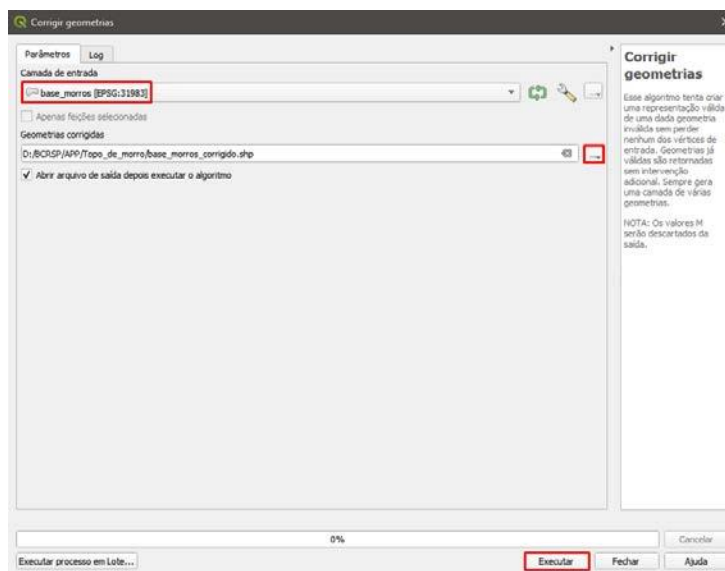 Corrigir geometrias
Parâmetros
Log
Camada de entrada
base_morros [EPSG:31983]
Apenas feições selecionadas
Geometrias corrigidas
D:/BCRSP/APP/Topo_de_morro/base_morros_corrigido.shp
Abrir arquivo de saída depois executar o algoritmo
Corrigir
geometrias
Esse algoritmo tenta criar
uma representação válida
de uma dada geometria
inválida sem perder
nenhum dos vértices de
entrada. Geometrias já
válidas são retornadas
sem intervenção
adicional. Sempre gera
uma camada de várias
geometrias.
NOTA: Os valores M
serão descartados da
saída.
0%
Cancelar
Executar processo em Lote...
Executar
Fechar
Ajuda